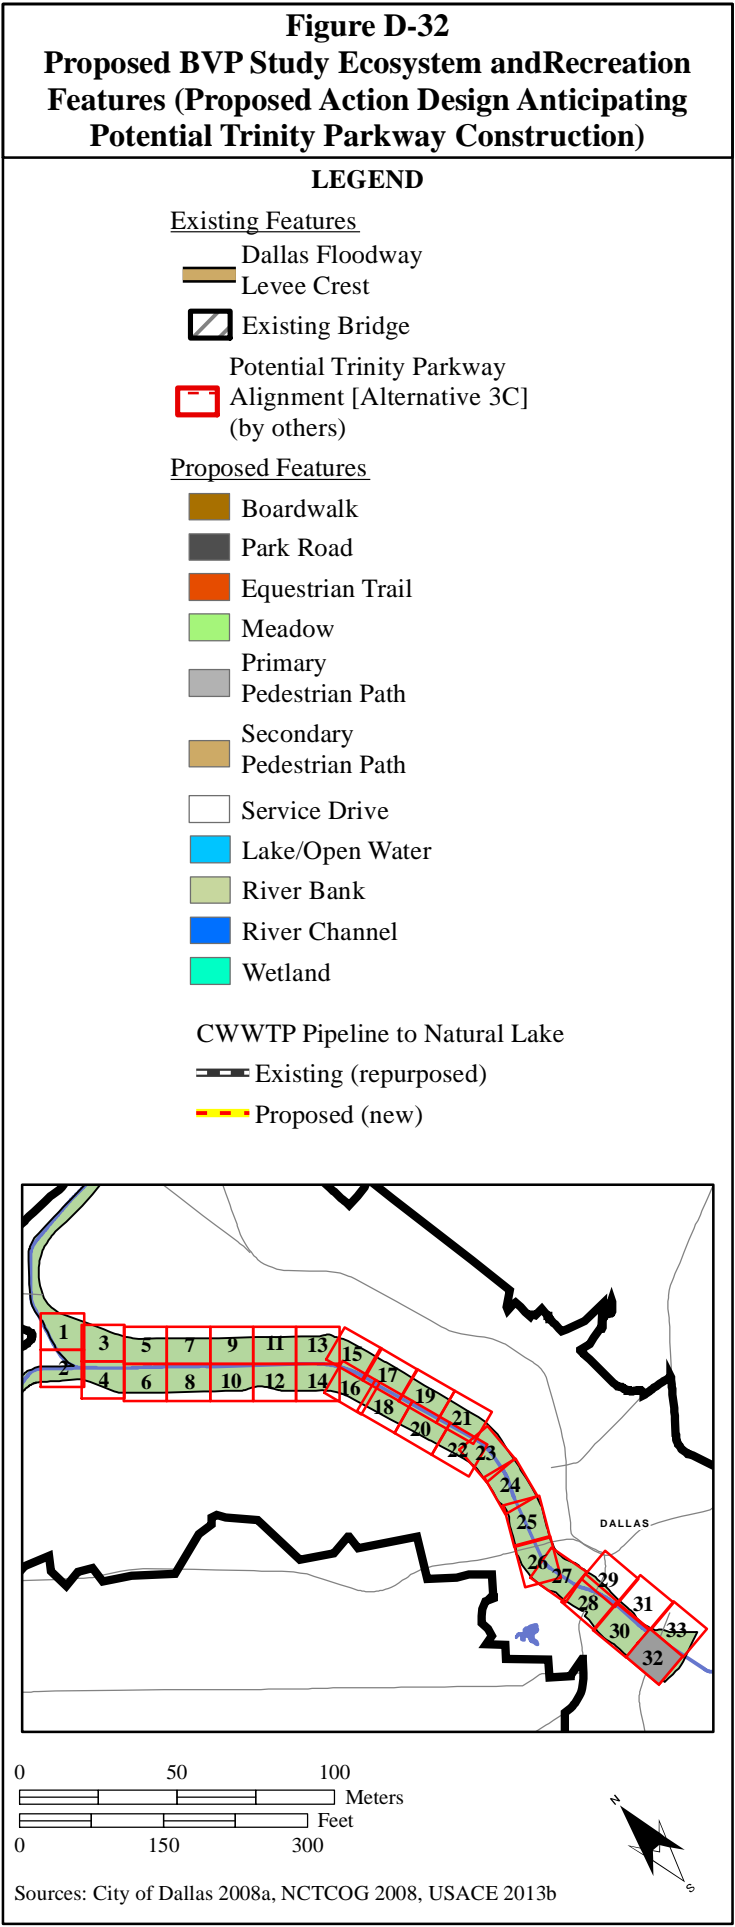 Figure D-32
Proposed BVP Study Ecosystem andRecreation
Features (Proposed Action Design Anticipating
Potential Trinity Parkway Construction)
LEGEND
Existing Features
Dallas Floodway
Levee Crest
Existing Bridge
Potential Trinity Parkway
Alignment [Alternative 3C]
(by others)
Proposed Features
Boardwalk
Park Road
Equestrian Trail
Meadow
Primary
Pedestrian Path
Secondary
Pedestrian Path
Service Drive
Lake/Open Water
River Bank
River Channel
Wetland
CWWTP Pipeline to Natural Lake
Existing (repurposed)
Proposed (new)
1 3 5 7 9 11 13 15
2 4 6 8 10 12 14 16
17
18
19
20
21
22
23
24
25
DALLAS
26
27
28
29
30
31
32
33
0 50 100
Meters
Feet
0 150 300
N
S
Sources: City of Dallas 2008a, NCTCOG 2008, USACE 2013b